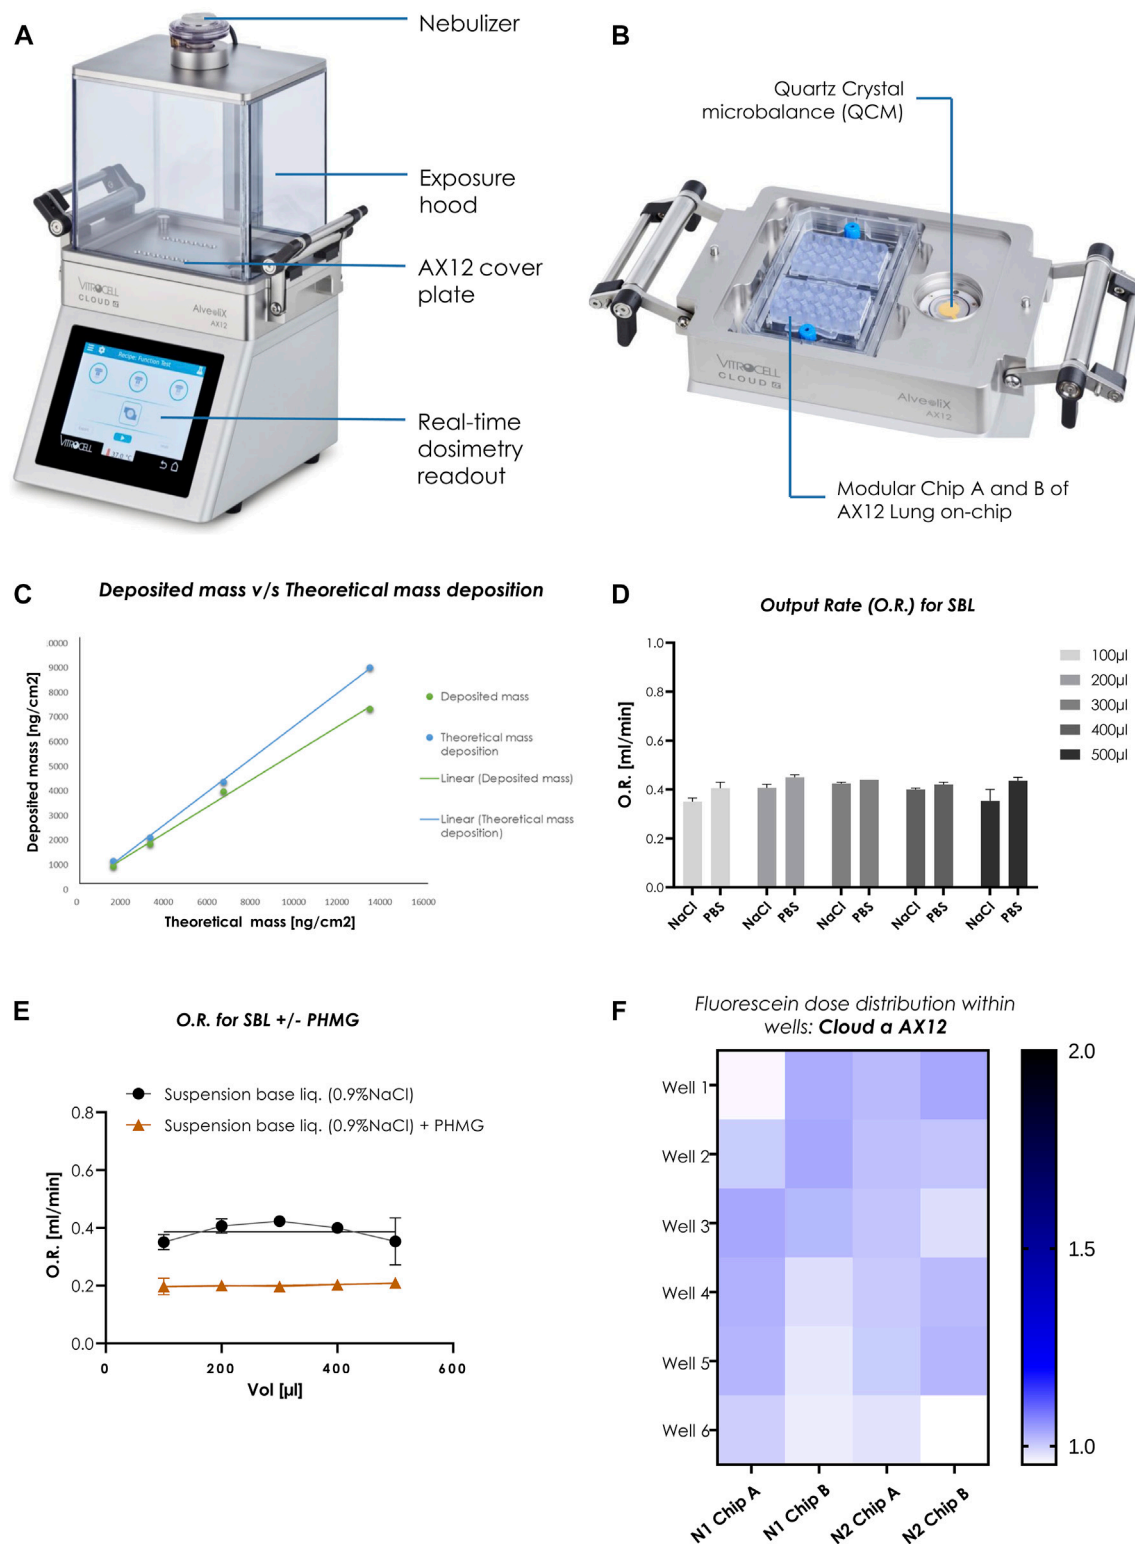 A
Nebulizer
Exposure
hood
AX12 cover
plate
Real-time
dosimetry
readout
VITROCELL
CLOUD α
AlveoliX
AX12
Recipe: Function Test
VITROCELL
B
Quartz Crystal
microbalance (QCM)
VITROCELL
CLOUD α
AlveoliX
AX12
Modular Chip A and B of
AX12 Lung on-chip
C
Deposited mass v/s Theoretical mass deposition
Deposited mass [ng/cm2]
0000
9000
8000
7000
6000
5000
4000
3000
2000
1000
0
0 2000 4000 6000 8000 10000 12000 14000 16000
Theoretical mass [ng/cm2]
Deposited mass
Theoretical mass
deposition
Linear (Deposited mass)
Linear (Theoretical mass
deposition)
D
Output Rate (O.R.) for SBL
O.R. [ml/min]
1.0
0.8
0.6
0.4
0.2
0.0
NaCl PBS NaCl PBS NaCl PBS NaCl PBS NaCl PBS
100µl
200µl
300µl
400µl
500µl
E
O.R. for SBL +/- PHMG
Suspension base liq. (0.9%NaCl)
Suspension base liq. (0.9%NaCl) + PHMG
O.R. [ml/min]
0.8
0.6
0.4
0.2
0.0
0 200 400 600
Vol [µl]
F
Fluorescein dose distribution within
wells: Cloud a AX12
Well 1
Well 2
Well 3
Well 4
Well 5
Well 6
N1 Chip A N1 Chip B N2 Chip A N2 Chip B
2.0
1.5
1.0